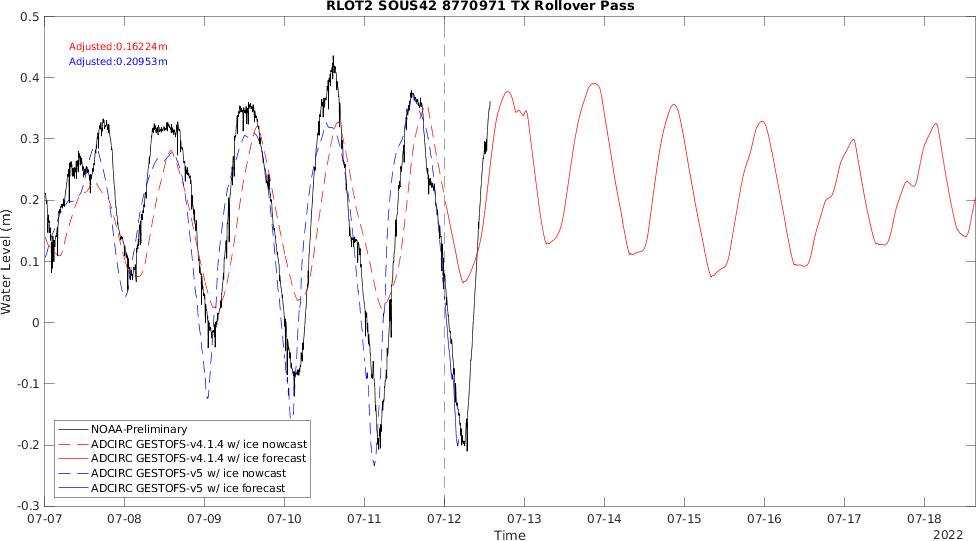 RLOT2 SOUS42 8770971 TX Rollover Pass
0.5
0.4
0.3
0.2
0.1
0
-0.1
-0.2
-0.3
Water Level (m)
Adjusted:0.16224m
Adjusted:0.20953m
NOAA-Preliminary
ADCIRC GESTOFS-v4.1.4 w/ ice nowcast
ADCIRC GESTOFS-v4.1.4 w/ ice forecast
ADCIRC GESTOFS-v5 w/ ice nowcast
ADCIRC GESTOFS-v5 w/ ice forecast
07-07 07-08 07-09 07-10 07-11 07-12 07-13 07-14 07-15 07-16 07-17 07-18
Time
2022